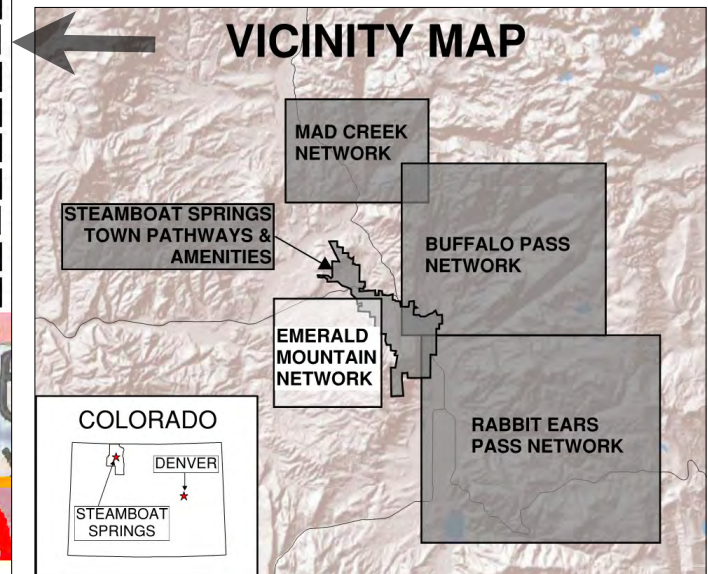 VICINITY MAP
MAD CREEK
NETWORK
STEAMBOAT SPRINGS
TOWN PATHWAYS &
AMENITIES
BUFFALO PASS
NETWORK
EMERALD
MOUNTAIN
NETWORK
RABBIT EARS
PASS NETWORK
COLORADO
DENVER
STEAMBOAT
SPRINGS